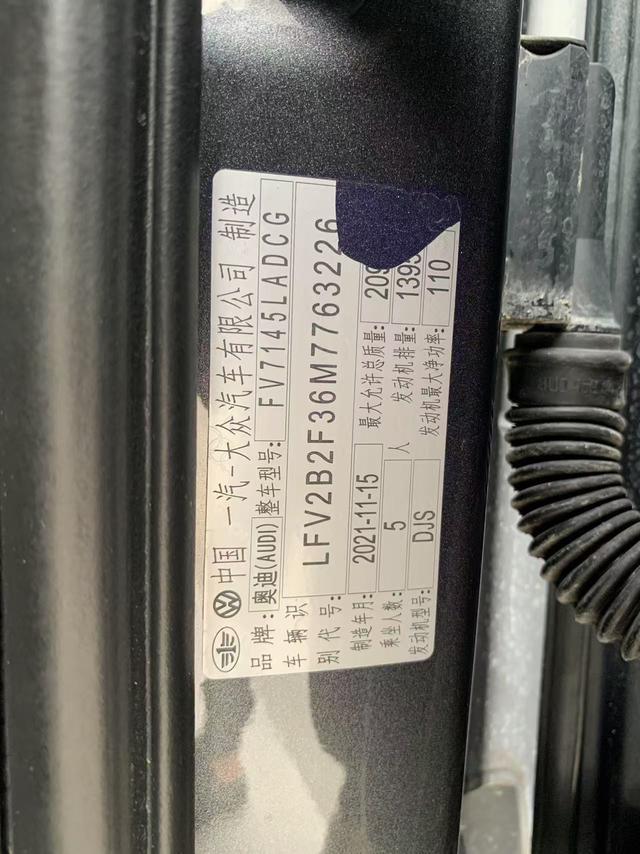 中国 一汽-大众汽车有限公司 制造
品牌: 奥迪(AUDI) 整车型号: FV7145LADCG
车辆识别代号: LFV2B2F36M7763226
制造年月: 2021-11-15 最大允许总质量: 209
乘坐人数: 5 人 发动机排量: 1395
发动机型号: DJS 发动机最大净功率: 110